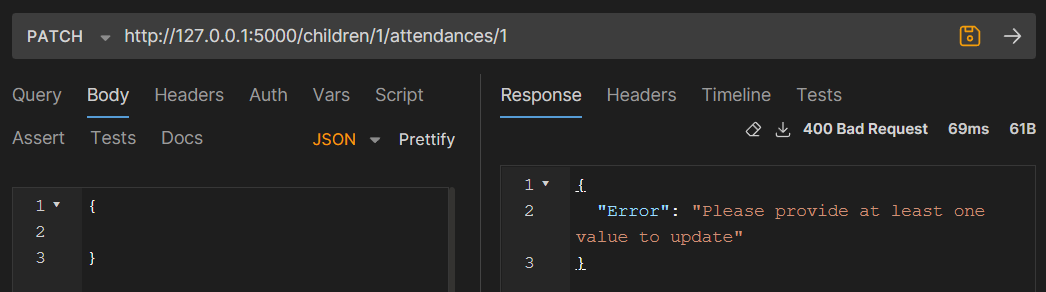 PATCH http://127.0.0.1:5000/children/1/attendances/1
Query Body Headers Auth Vars Script
Assert Tests Docs JSON Prettify
1 {
2
3 }
Response Headers Timeline Tests
400 Bad Request 69ms 61B
1 {
2 "Error": "Please provide at least one
value to update"
3 }